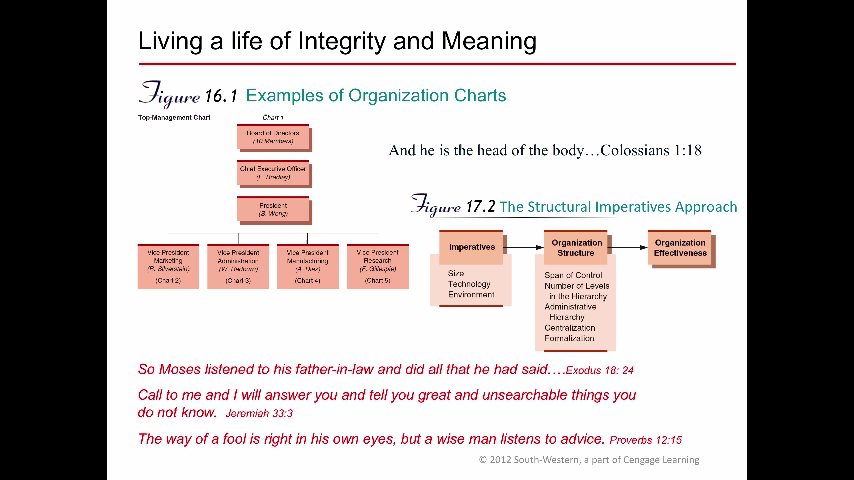 Living a life of Integrity and Meaning
Figure 16.1 Examples of Organization Charts
Top-Management Chart
Chart 1
Board of Directors
(10 Members)
Chief Executive Officer
(L. Bradley)
President
(B. Wong)
Vice President
Marketing
(R. Silverstein)
(Chart 2)
Vice President
Administration
(Chart 3)
Vice President
Manufacturing
(A. Diaz)
(Chart 4)
Vice President
Research
(E. Gillespie)
(Chart 5)
And he is the head of the body…Colossians 1:18
Figure 17.2 The Structural Imperatives Approach
Imperatives
Size
Technology
Environment
Organization
Structure
Span of Control
Number of Levels
in the Hierarchy
Administrative
Hierarchy
Centralization
Formalization
Organization
Effectiveness
So Moses listened to his father-in-law and did all that he had said….Exodus 18: 24
Call to me and I will answer you and tell you great and unsearchable things you
do not know. Jeremiah 33:3
The way of a fool is right in his own eyes, but a wise man listens to advice. Proverbs 12:15
© 2012 South-Western, a part of Cengage Learning